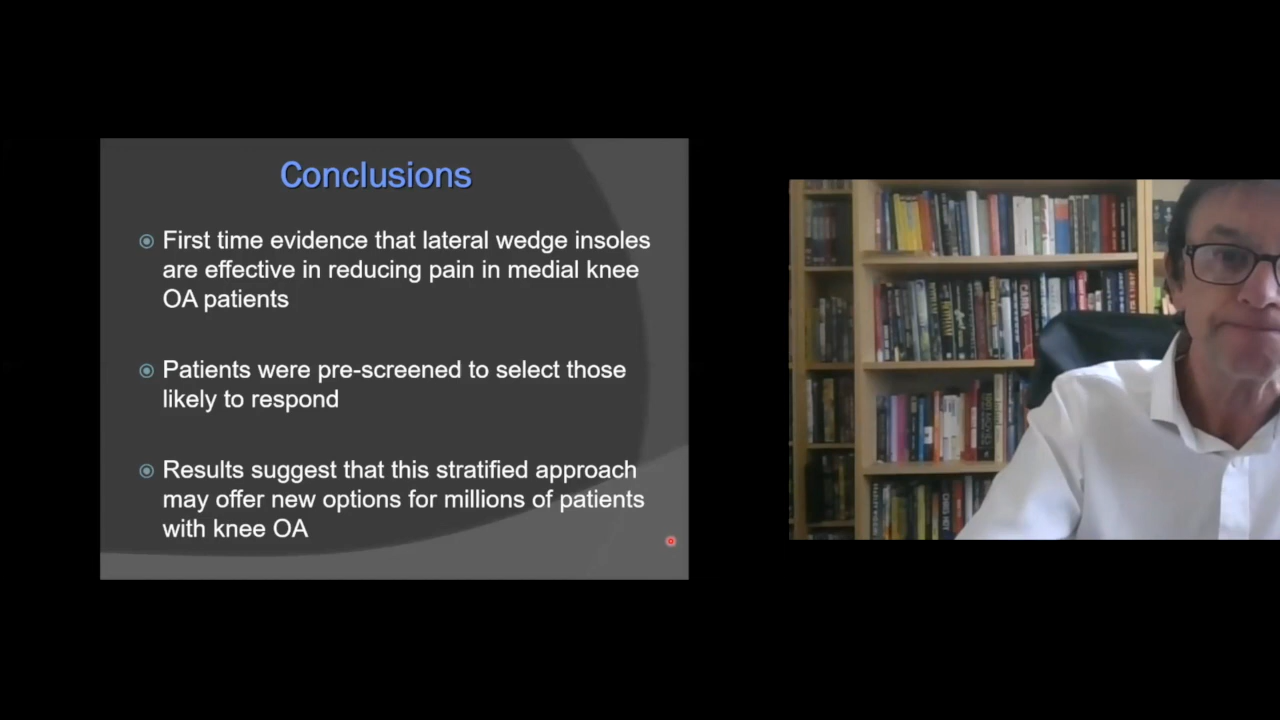 Conclusions
First time evidence that lateral wedge insoles
are effective in reducing pain in medial knee
OA patients
Patients were pre-screened to select those
likely to respond
Results suggest that this stratified approach
may offer new options for millions of patients
with knee OA